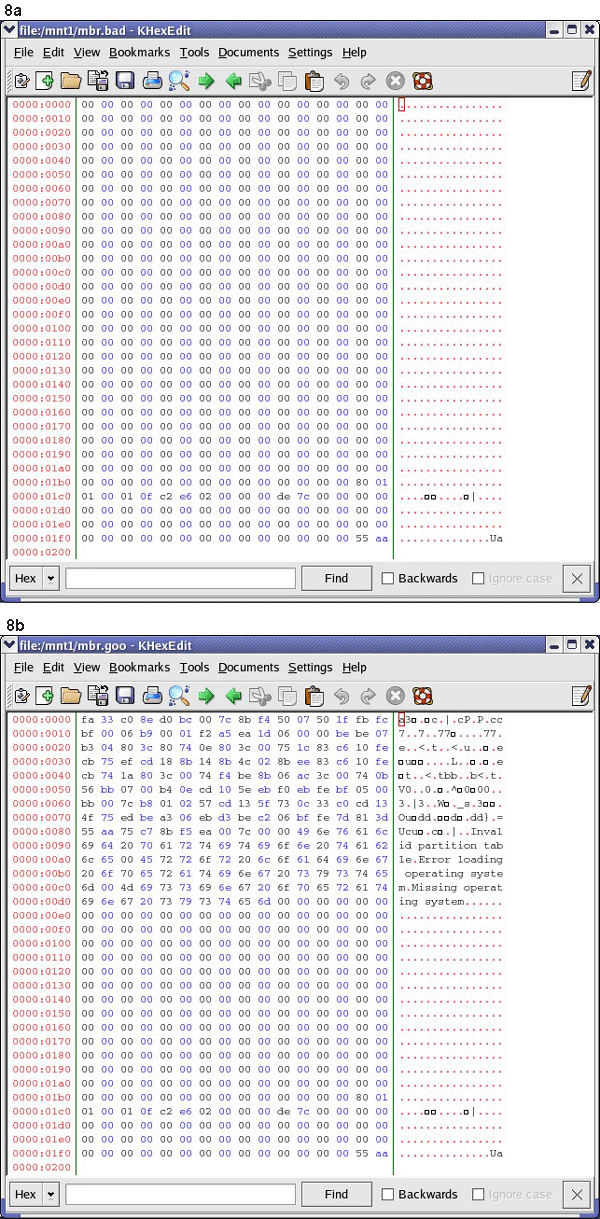 8a
file:/mnt1/mbr.bad - KHexEdit
File Edit View Bookmarks Tools Documents Settings Help
0000:0000 00 00 00 00 00 00 00 00 00 00 00 00 00 00 00 00 ................
0000:0010 00 00 00 00 00 00 00 00 00 00 00 00 00 00 00 00 ................
0000:0020 00 00 00 00 00 00 00 00 00 00 00 00 00 00 00 00 ................
0000:0030 00 00 00 00 00 00 00 00 00 00 00 00 00 00 00 00 ................
0000:0040 00 00 00 00 00 00 00 00 00 00 00 00 00 00 00 00 ................
0000:0050 00 00 00 00 00 00 00 00 00 00 00 00 00 00 00 00 ................
0000:0060 00 00 00 00 00 00 00 00 00 00 00 00 00 00 00 00 ................
0000:0070 00 00 00 00 00 00 00 00 00 00 00 00 00 00 00 00 ................
0000:0080 00 00 00 00 00 00 00 00 00 00 00 00 00 00 00 00 ................
0000:0090 00 00 00 00 00 00 00 00 00 00 00 00 00 00 00 00 ................
0000:00a0 00 00 00 00 00 00 00 00 00 00 00 00 00 00 00 00 ................
0000:00b0 00 00 00 00 00 00 00 00 00 00 00 00 00 00 00 00 ................
0000:00c0 00 00 00 00 00 00 00 00 00 00 00 00 00 00 00 00 ................
0000:00d0 00 00 00 00 00 00 00 00 00 00 00 00 00 00 00 00 ................
0000:00e0 00 00 00 00 00 00 00 00 00 00 00 00 00 00 00 00 ................
0000:00f0 00 00 00 00 00 00 00 00 00 00 00 00 00 00 00 00 ................
0000:0100 00 00 00 00 00 00 00 00 00 00 00 00 00 00 00 00 ................
0000:0110 00 00 00 00 00 00 00 00 00 00 00 00 00 00 00 00 ................
0000:0120 00 00 00 00 00 00 00 00 00 00 00 00 00 00 00 00 ................
0000:0130 00 00 00 00 00 00 00 00 00 00 00 00 00 00 00 00 ................
0000:0140 00 00 00 00 00 00 00 00 00 00 00 00 00 00 00 00 ................
0000:0150 00 00 00 00 00 00 00 00 00 00 00 00 00 00 00 00 ................
0000:0160 00 00 00 00 00 00 00 00 00 00 00 00 00 00 00 00 ................
0000:0170 00 00 00 00 00 00 00 00 00 00 00 00 00 00 00 00 ................
0000:0180 00 00 00 00 00 00 00 00 00 00 00 00 00 00 00 00 ................
0000:0190 00 00 00 00 00 00 00 00 00 00 00 00 00 00 00 00 ................
0000:01a0 00 00 00 00 00 00 00 00 00 00 00 00 00 00 00 00 ................
0000:01b0 00 00 00 00 00 00 00 00 00 00 00 00 00 00 80 01 ................
0000:01c0 01 00 01 0f c2 e6 02 00 00 00 de 7c 00 00 00 00 ....¤¤....¤|....
0000:01d0 00 00 00 00 00 00 00 00 00 00 00 00 00 00 00 00 ................
0000:01e0 00 00 00 00 00 00 00 00 00 00 00 00 00 00 00 00 ................
0000:01f0 00 00 00 00 00 00 00 00 00 00 00 00 00 00 55 aa ..............Ua
0000:0200
Hex Find Backwards Ignore case
8b
file:/mnt1/mbr.goo - KHexEdit
File Edit View Bookmarks Tools Documents Settings Help
0000:0000 fa 33 c0 8e d0 bc 00 7c 8b f4 50 07 50 1f fb fc
0000:0010 bf 00 06 b9 00 01 f2 a5 ea 1d 06 00 00 be be 07
0000:0020 b3 04 80 3c 80 74 0e 80 3c 00 75 1c 83 c6 10 fe
0000:0030 cb 75 ef cd 18 8b 14 8b 4c 02 8b ee 83 c6 10 fe
0000:0040 cb 74 1a 80 3c 00 74 f4 be 8b 06 ac 3c 00 74 0b
0000:0050 56 bb 07 00 b4 0e cd 10 5e eb f0 eb fe bf 05 00
0000:0060 bb 00 7c b8 01 02 57 cd 13 5f 73 0c 33 c0 cd 13
0000:0070 4f 75 ed be a3 06 eb d3 be c2 06 bf fe 7d 81 3d
0000:0080 55 aa 75 c7 8b f5 ea 00 7c 00 00 49 6e 76 61 6c
0000:0090 69 64 20 70 61 72 74 69 74 69 6f 6e 20 74 61 62 id partition tab
0000:00a0 6c 65 00 45 72 72 6f 72 20 6c 6f 61 64 69 6e 67 le.Error loading
0000:00b0 20 6f 70 65 72 61 74 69 6e 67 20 73 79 73 74 65 operating syste
0000:00c0 6d 00 4d 69 73 73 69 6e 67 20 6f 70 65 72 61 74 m.Missing operat
0000:00d0 69 6e 67 20 73 79 73 74 65 6d 00 00 00 00 00 00 ing system......
0000:00e0 00 00 00 00 00 00 00 00 00 00 00 00 00 00 00 00 ................
0000:00f0 00 00 00 00 00 00 00 00 00 00 00 00 00 00 00 00 ................
0000:0100 00 00 00 00 00 00 00 00 00 00 00 00 00 00 00 00 ................
0000:0110 00 00 00 00 00 00 00 00 00 00 00 00 00 00 00 00 ................
0000:0120 00 00 00 00 00 00 00 00 00 00 00 00 00 00 00 00 ................
0000:0130 00 00 00 00 00 00 00 00 00 00 00 00 00 00 00 00 ................
0000:0140 00 00 00 00 00 00 00 00 00 00 00 00 00 00 00 00 ................
0000:0150 00 00 00 00 00 00 00 00 00 00 00 00 00 00 00 00 ................
0000:0160 00 00 00 00 00 00 00 00 00 00 00 00 00 00 00 00 ................
0000:0170 00 00 00 00 00 00 00 00 00 00 00 00 00 00 00 00 ................
0000:0180 00 00 00 00 00 00 00 00 00 00 00 00 00 00 00 00 ................
0000:0190 00 00 00 00 00 00 00 00 00 00 00 00 00 00 00 00 ................
0000:01a0 00 00 00 00 00 00 00 00 00 00 00 00 00 00 00 00 ................
0000:01b0 00 00 00 00 00 00 00 00 00 00 00 00 00 00 80 01 ................
0000:01c0 01 00 01 0f c2 e6 02 00 00 00 de 7c 00 00 00 00 ....¤¤....¤|....
0000:01d0 00 00 00 00 00 00 00 00 00 00 00 00 00 00 00 00 ................
0000:01e0 00 00 00 00 00 00 00 00 00 00 00 00 00 00 00 00 ................
0000:01f0 00 00 00 00 00 00 00 00 00 00 00 00 00 00 55 aa ..............Ua
0000:0200
Hex Find Backwards Ignore case